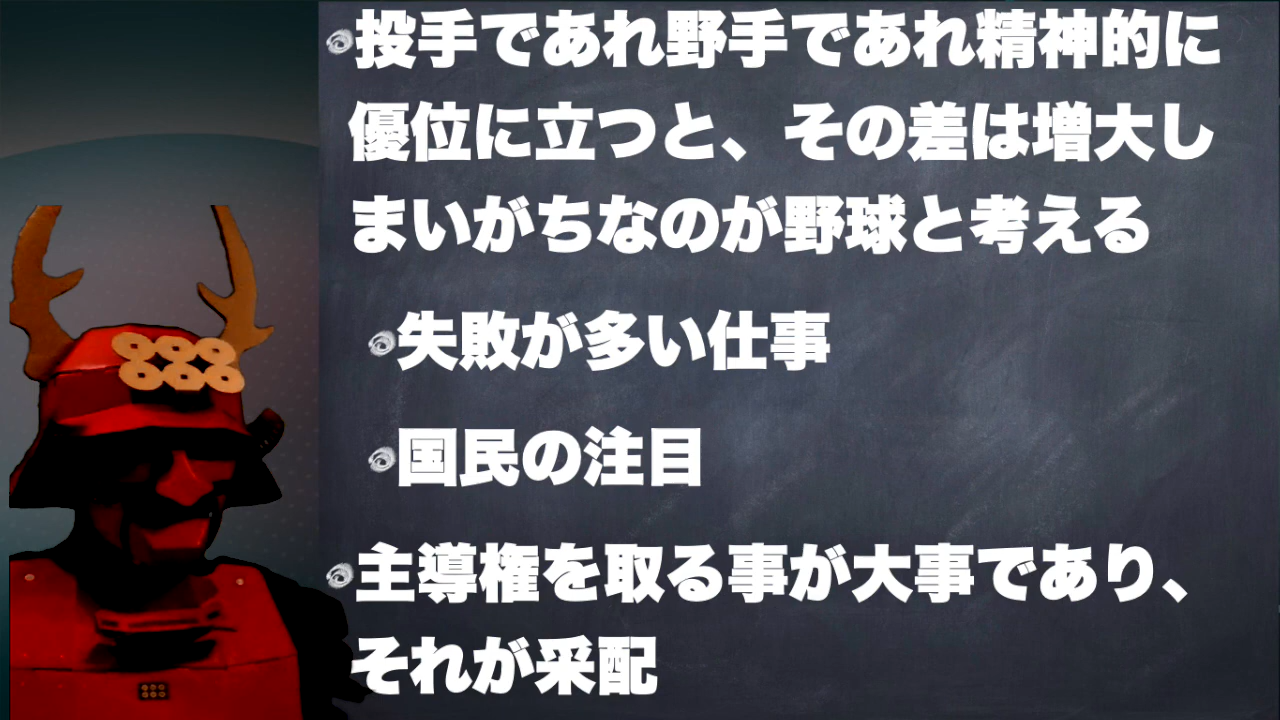 投手であれ野手であれ精神的に
優位に立つと、その差は増大し
まいがちなのが野球と考える
失敗が多い仕事
国民の注目
主導権を取る事が大事であり、
それが采配